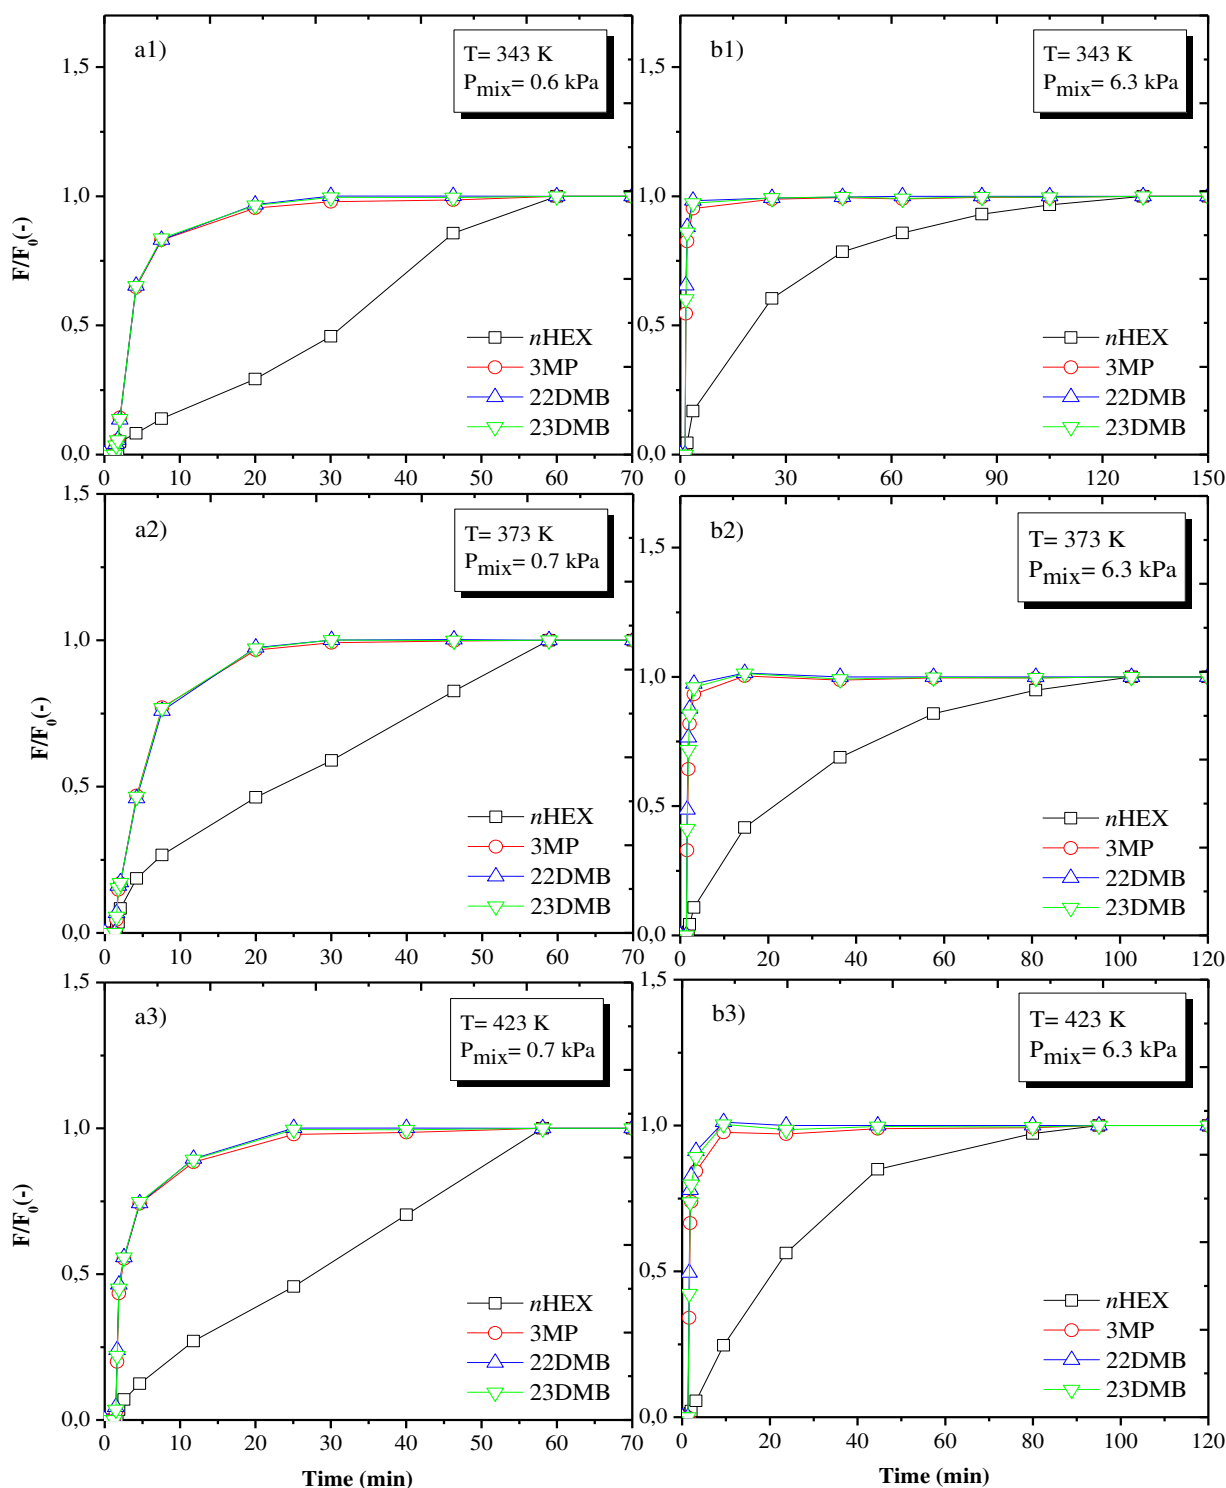 a1)
T= 343 K
Pmix= 0.6 kPa
F/F0(-)
1,5
1,0
0,5
0,0
nHEX
3MP
22DMB
23DMB
0 10 20 30 40 50 60 70
b1)
T= 343 K
Pmix= 6.3 kPa
1,5
1,0
0,5
0,0
nHEX
3MP
22DMB
23DMB
0 30 60 90 120 150
a2)
T= 373 K
Pmix= 0.7 kPa
F/F0(-)
1,5
1,0
0,5
0,0
nHEX
3MP
22DMB
23DMB
0 10 20 30 40 50 60 70
b2)
T= 373 K
Pmix= 6.3 kPa
1,5
1,0
0,5
0,0
nHEX
3MP
22DMB
23DMB
0 20 40 60 80 100 120
a3)
T= 423 K
Pmix= 0.7 kPa
F/F0(-)
1,5
1,0
0,5
0,0
nHEX
3MP
22DMB
23DMB
0 10 20 30 40 50 60 70
Time (min)
b3)
T= 423 K
Pmix= 6.3 kPa
1,5
1,0
0,5
0,0
nHEX
3MP
22DMB
23DMB
0 20 40 60 80 100 120
Time (min)